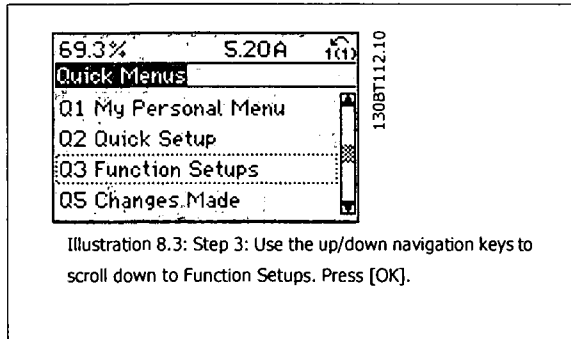 69.3% 5.20A 1(1)
Quick Menus
Q1 My Personal Menu
Q2 Quick Setup
Q3 Function Setups
Q5 Changes Made
130BT112.10
Illustration 8.3: Step 3: Use the up/down navigation keys to
scroll down to Function Setups. Press [OK].